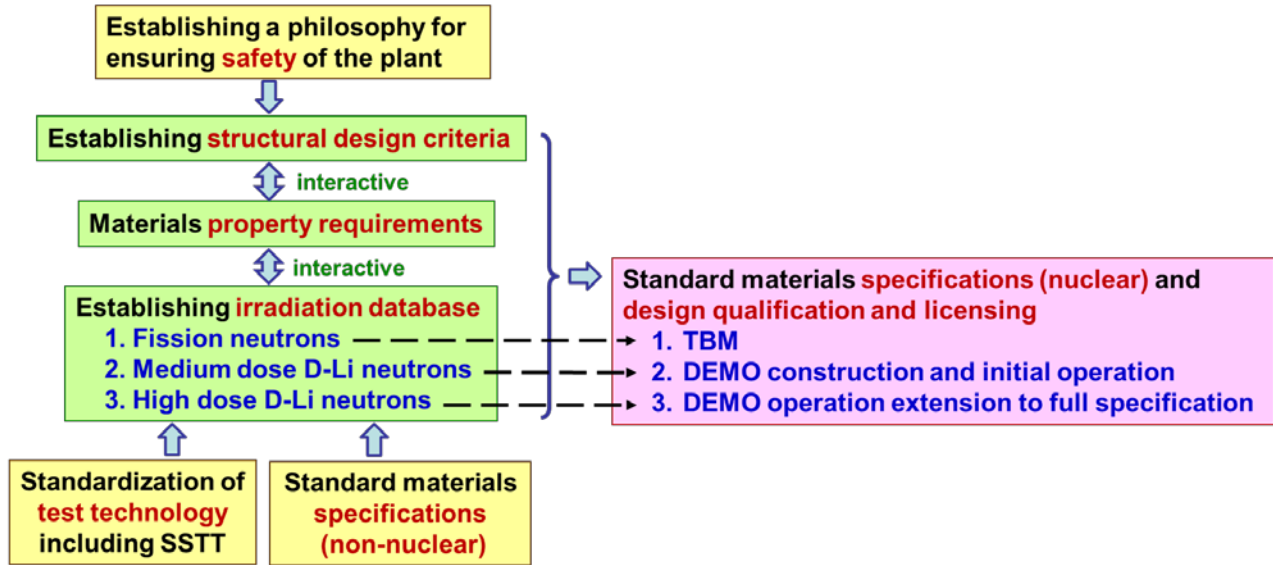 Establishing a philosophy for
ensuring safety of the plant
Establishing structural design criteria
interactive
Materials property requirements
interactive
Establishing irradiation database
1. Fission neutrons
2. Medium dose D-Li neutrons
3. High dose D-Li neutrons
Standard materials specifications (nuclear) and
design qualification and licensing
1. TBM
2. DEMO construction and initial operation
3. DEMO operation extension to full specification
Standardization of
test technology
including SSTT
Standard materials
specifications
(non-nuclear)